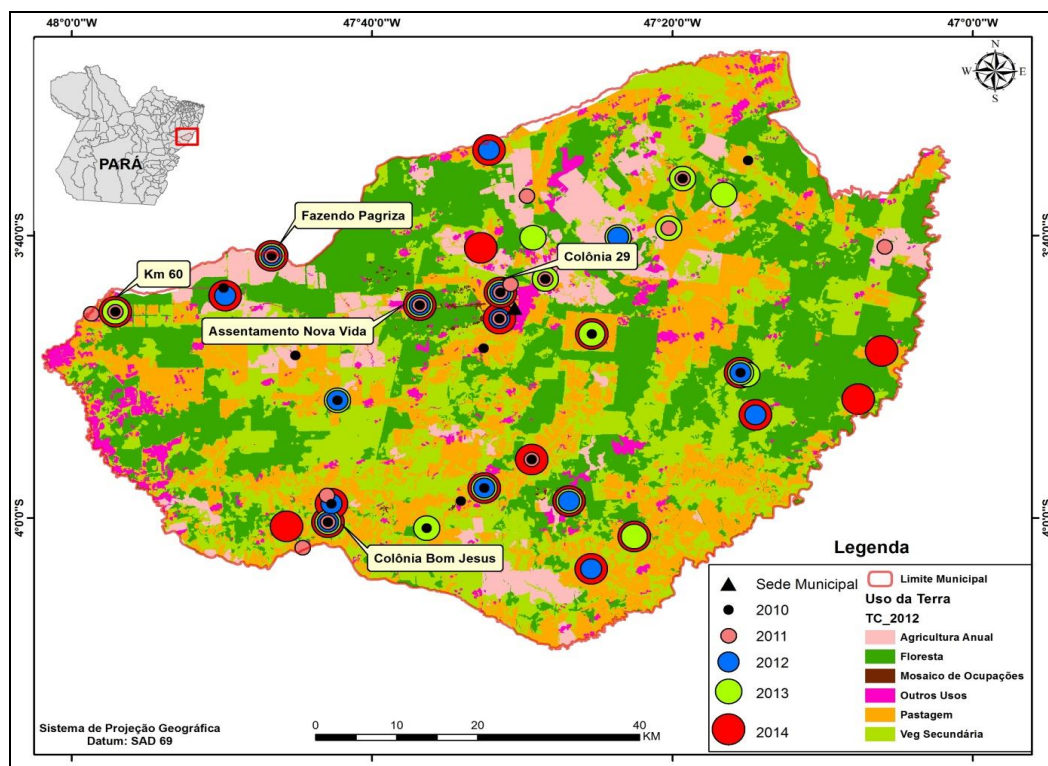 48°0'0"W
47°40'0"W
47°20'0"W
47°0'0"W
N
W E
S
PARÁ
Fazendo Pagriza
3°40'0"S
3°40'0"S
Km 60
Colônia 29
Assentamento Nova Vida
4°0'0"S
4°0'0"S
Colônia Bom Jesus
Legenda
Sede Municipal
2010
2011
2012
2013
2014
Limite Municipal
Uso da Terra
TC_2012
Agricultura Anual
Floresta
Mosaico de Ocupações
Outros Usos
Pastagem
Veg Secundária
Sistema de Projeção Geográfica
Datum: SAD 69
0 10 20 40
KM